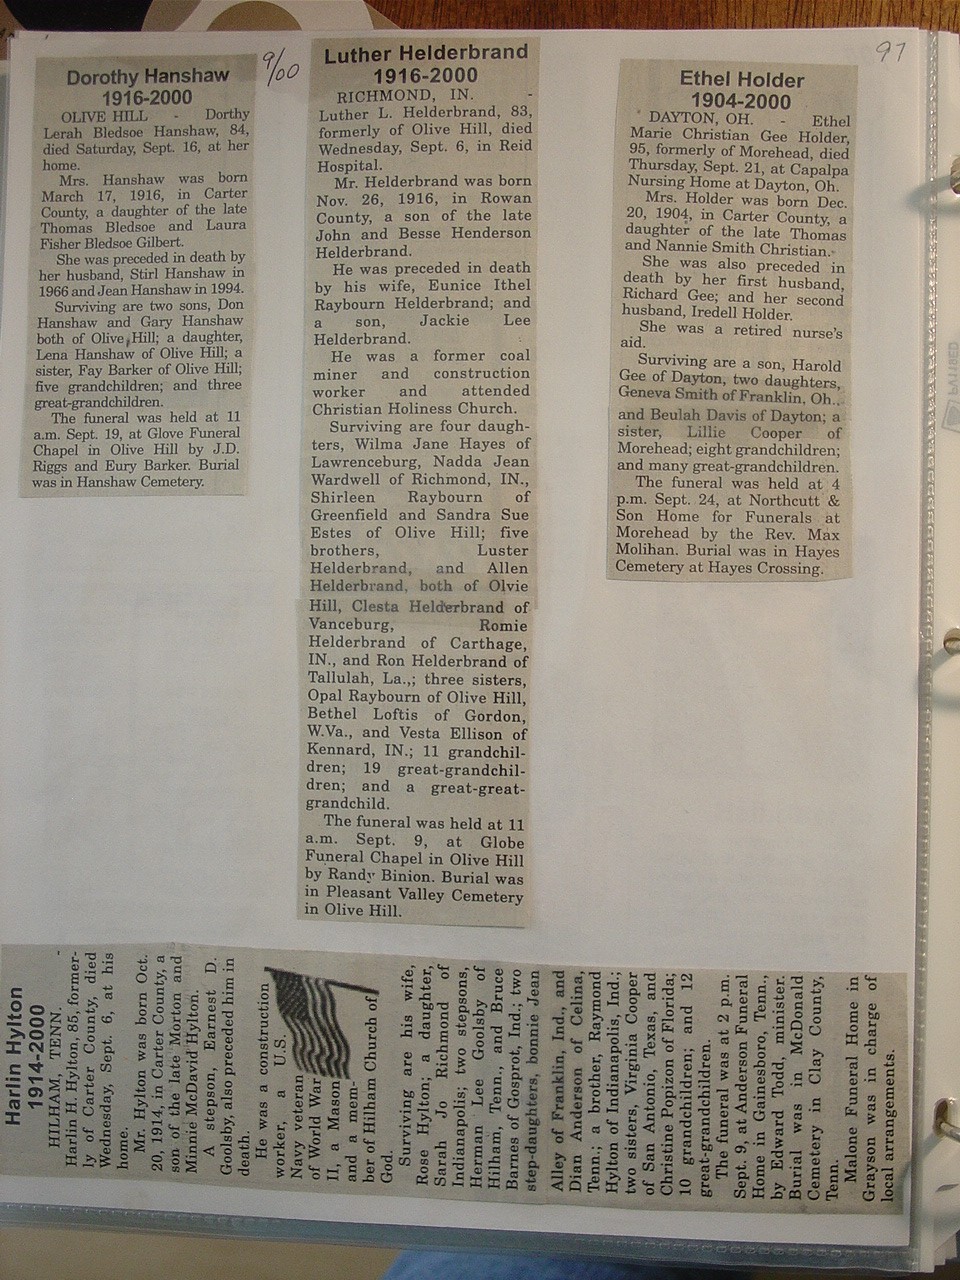 9/00
97
Dorothy Hanshaw
1916-2000
OLIVE HILL - Dorthy
Lerah Bledsoe Hanshaw, 84,
died Saturday, Sept. 16, at her
home.
Mrs. Hanshaw was born
March 17, 1916, in Carter
County, a daughter of the late
Thomas Bledsoe and Laura
Fisher Bledsoe Gilbert.
She was preceded in death by
her husband, Stirl Hanshaw in
1966 and Jean Hanshaw in 1994.
Surviving are two sons, Don
Hanshaw and Gary Hanshaw
both of Olive Hill; a daughter,
Lena Hanshaw of Olive Hill; a
sister, Fay Barker of Olive Hill;
five grandchildren; and three
great-grandchildren.
The funeral was held at 11
a.m. Sept. 19, at Glove Funeral
Chapel in Olive Hill by J.D.
Riggs and Eury Barker. Burial
was in Hanshaw Cemetery.
Luther Helderbrand
1916-2000
RICHMOND, IN. -
Luther L. Helderbrand, 83,
formerly of Olive Hill, died
Wednesday, Sept. 6, in Reid
Hospital.
Mr. Helderbrand was born
Nov. 26, 1916, in Rowan
County, a son of the late
John and Besse Henderson
Helderbrand.
He was preceded in death
by his wife, Eunice Ithel
Raybourn Helderbrand; and
a son, Jackie Lee
Helderbrand.
He was a former coal
miner and construction
worker and attended
Christian Holiness Church.
Surviving are four daugh-
ters, Wilma Jane Hayes of
Lawrenceburg, Nadda Jean
Wardwell of Richmond, IN.,
Shirleen Raybourn of
Greenfield and Sandra Sue
Estes of Olive Hill; five
brothers, Luster
Helderbrand, and Allen
Helderbrand, both of Olvie
Hill, Clesta Helderbrand of
Vanceburg, Romie
Helderbrand of Carthage,
IN., and Ron Helderbrand of
Tallulah, La.,; three sisters,
Opal Raybourn of Olive Hill,
Bethel Loftis of Gordon,
W.Va., and Vesta Ellison of
Kennard, IN.; 11 grandchil-
dren; 19 great-grandchil-
dren; and a great-great-
grandchild.
The funeral was held at 11
a.m. Sept. 9, at Globe
Funeral Chapel in Olive Hill
by Randy Binion. Burial was
in Pleasant Valley Cemetery
in Olive Hill.
Ethel Holder
1904-2000
DAYTON, OH. - Ethel
Marie Christian Gee Holder,
95, formerly of Morehead, died
Thursday, Sept. 21, at Capalpa
Nursing Home at Dayton, Oh.
Mrs. Holder was born Dec.
20, 1904, in Carter County, a
daughter of the late Thomas
and Nannie Smith Christian.
She was also preceded in
death by her first husband,
Richard Gee; and her second
husband, Iredell Holder.
She was a retired nurse's
aid.
Surviving are a son, Harold
Gee of Dayton, two daughters,
Geneva Smith of Franklin, Oh.,
and Beulah Davis of Dayton; a
sister, Lillie Cooper of
Morehead; eight grandchildren;
and many great-grandchildren.
The funeral was held at 4
p.m. Sept. 24, at Northcutt &
Son Home for Funerals at
Morehead by the Rev. Max
Molihan. Burial was in Hayes
Cemetery at Hayes Crossing.
Harlin Hylton
1914-2000
HILHAM, TENN. -
Harlin H. Hylton, 85, former-
ly of Carter County, died
Wednesday, Sept. 6, at his
home.
Mr. Hylton was born Oct.
20, 1914, in Carter County, a
son of the late Morton and
Minnie McDavid Hylton.
A stepson, Earnest D.
Goolsby, also preceded him in
death.
He was a construction
worker, a U.S.
Navy veteran
of World War
II, a Mason
and a mem-
ber of Hilham Church of
God.
Surviving are his wife,
Rose Hylton; a daughter,
Sarah Jo Richmond of
Indianapolis; two stepsons,
Herman Lee Goolsby of
Hilham, Tenn., and Bruce
Barnes of Gosprot, Ind.; two
step-daughters, bonnie Jean
Alley of Franklin, Ind., and
Dian Anderson of Celina,
Tenn.; a brother, Raymond
Hylton of Indianapolis, Ind.;
two sisters, Virginia Cooper
of San Antonio, Texas, and
Christine Popizon of Florida;
10 grandchildren; and 12
great-grandchildren.
The funeral was at 2 p.m.
Sept. 9, at Anderson Funeral
Home in Gainesboro, Tenn.,
by Edward Todd, minister.
Burial was in McDonald
Cemetery in Clay County,
Tenn.
Malone Funeral Home in
Grayson was in charge of
local arrangements.